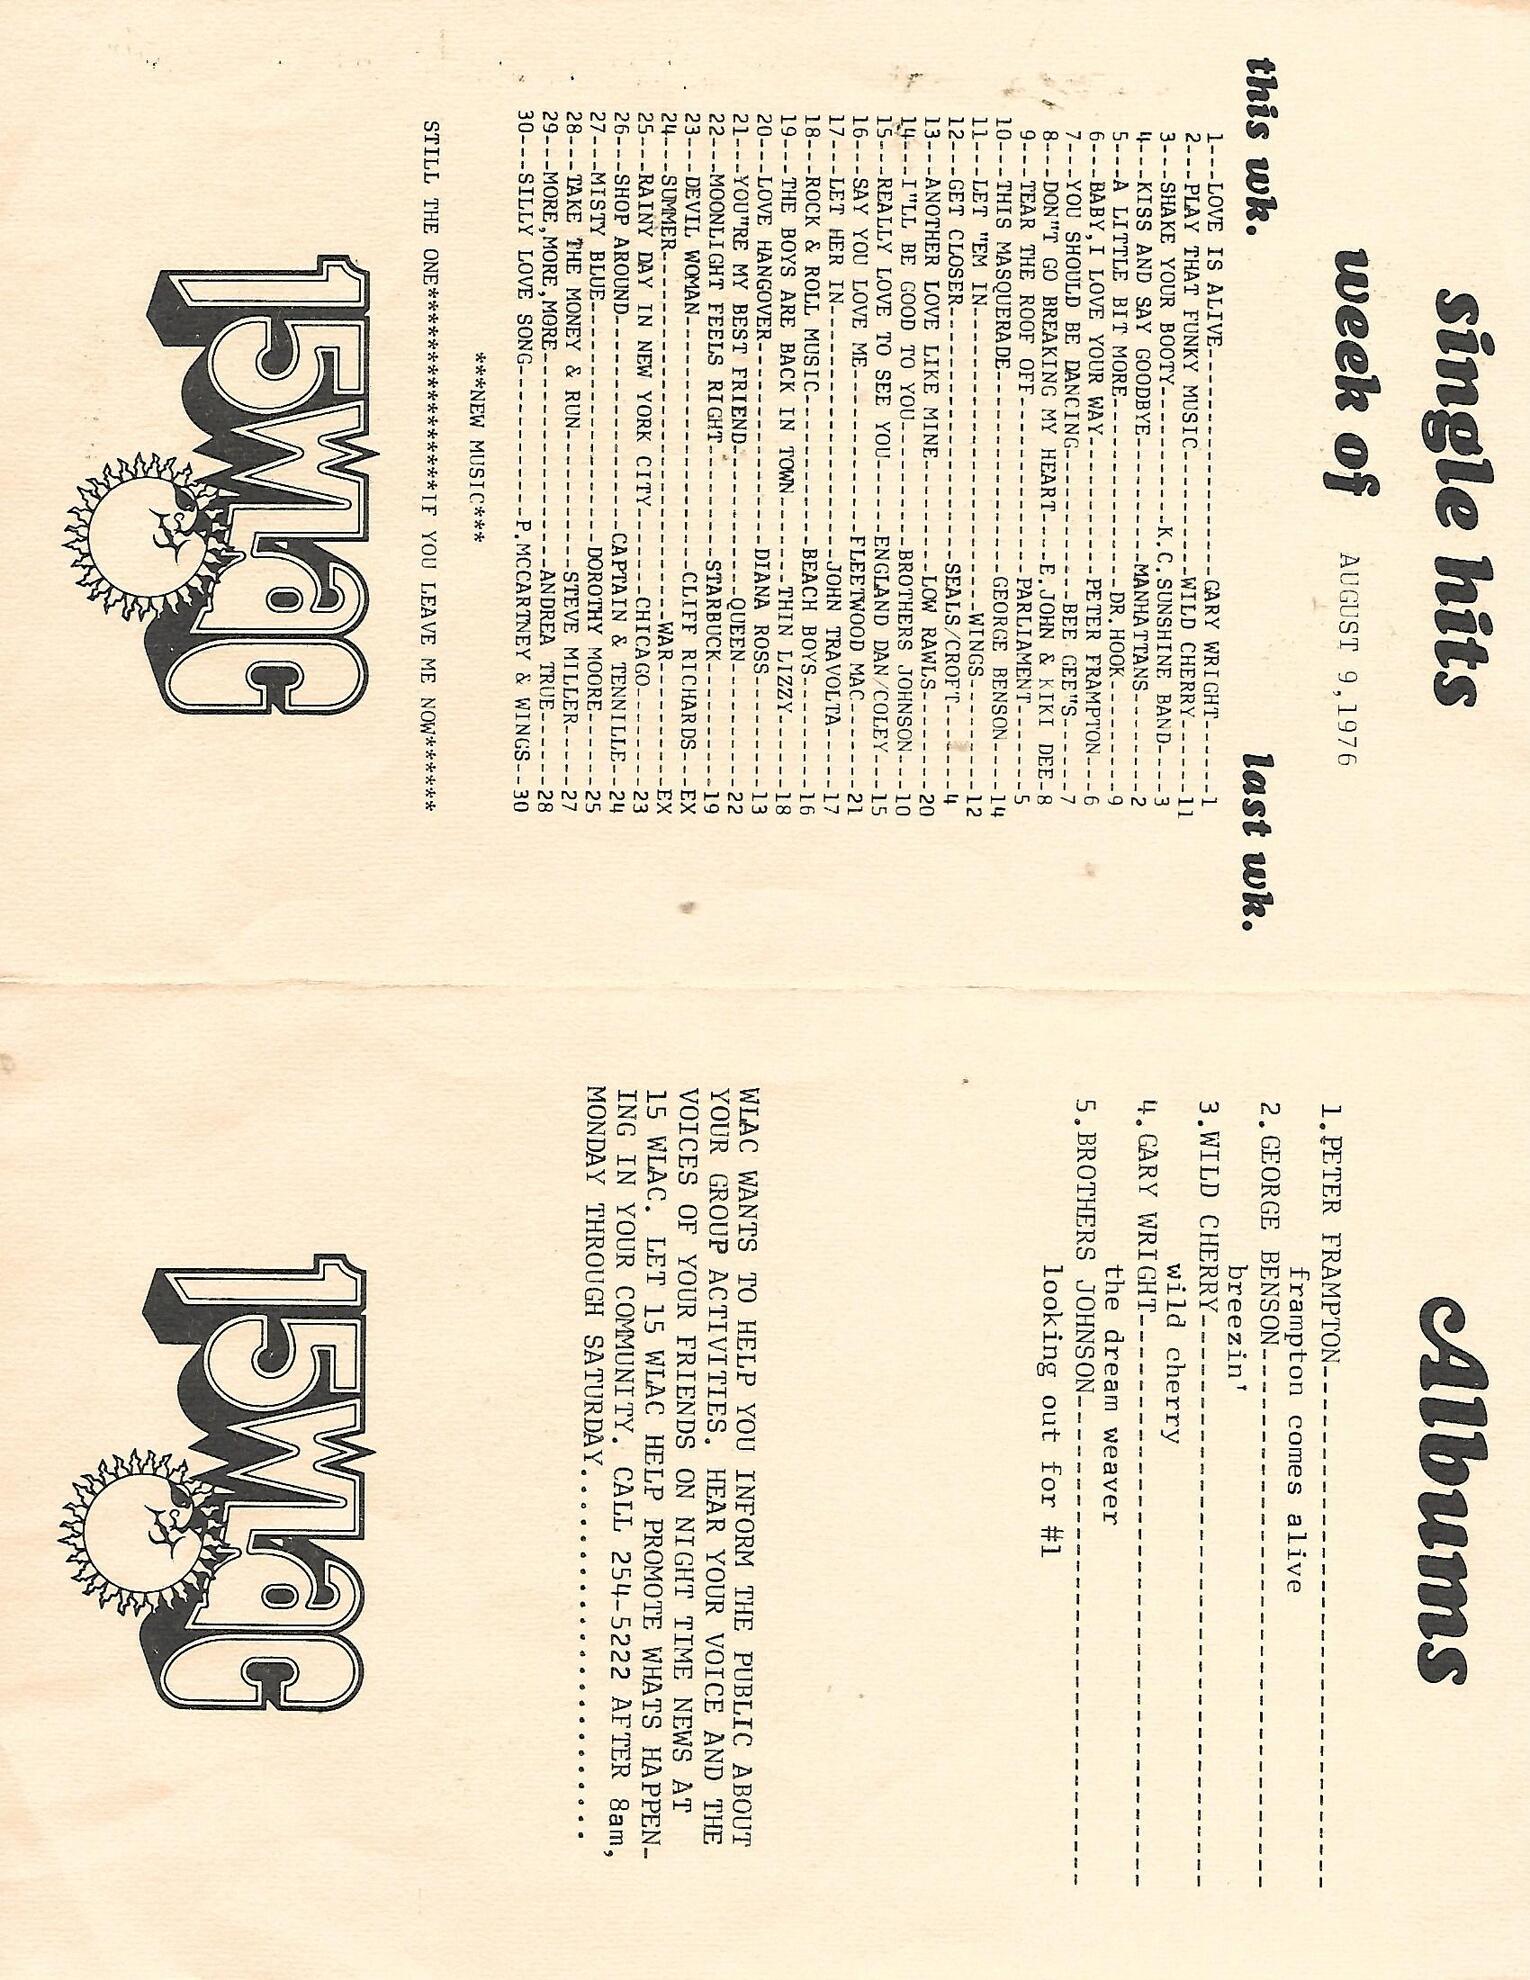 single hits
week of AUGUST 9,1976
this wk. last wk.
1---LOVE IS ALIVE--------------------GARY WRIGHT-----1
2---PLAY THAT FUNKY MUSIC-----------WILD CHERRY-----11
3---SHAKE YOUR BOOTY-----------K.C.SUNSHINE BAND---3
4---KISS AND SAY GOODBYE----------MANHATTANS-------2
5---A LITTLE BIT MORE----------------DR.HOOK-------9
6---BABY,I LOVE YOUR WAY-----------PETER FRAMPTON---6
7---YOU SHOULD BE DANCING------------BEE GEE"S-----7
8---DON"T GO BREAKING MY HEART---E.JOHN & KIKI DEE-8
9---TEAR THE ROOF OFF--------------PARLIAMENT-----5
10---THIS MASQUERADE----------------GEORGE BENSON---14
11---LET "EM IN------------------------WINGS-------12
12---GET CLOSER---------------------SEALS/CROFT-----4
13---ANOTHER LOVE LIKE MINE---------LOW RAWLS------20
14---I"LL BE GOOD TO YOU---------BROTHERS JOHNSON---10
15---REALLY LOVE TO SEE YOU-----ENGLAND DAN/COLEY---15
16---SAY YOU LOVE ME-------------FLEETWOOD MAC-----21
17---LET HER IN--------------------JOHN TRAVOLTA----17
18---ROCK & ROLL MUSIC------------BEACH BOYS-------16
19---THE BOYS ARE BACK IN TOWN-----THIN LIZZY------18
20---LOVE HANGOVER----------------DIANA ROSS-------13
21---YOU"RE MY BEST FRIEND-----------QUEEN---------22
22---MOONLIGHT FEELS RIGHT---------STARBUCK--------19
23---DEVIL WOMAN------------------CLIFF RICHARDS---EX
24---SUMMER---------------------------WAR----------EX
25---RAINY DAY IN NEW YORK CITY------CHICAGO-------23
26---SHOP AROUND---------------CAPTAIN & TENNILLE--24
27---MISTY BLUE-----------------DOROTHY MOORE-----25
28---TAKE THE MONEY & RUN----------STEVE MILLER----27
29---MORE,MORE,MORE--------------ANDREA TRUE-----28
30---SILLY LOVE SONG-----------P.MCCARTNEY & WINGS--30
***NEW MUSIC***
STILL THE ONE******************IF YOU LEAVE ME NOW******
15WLAC
Albums
1.PETER FRAMPTON------------------------------------
frampton comes alive
2.GEORGE BENSON-------------------------------------
breezin'
3.WILD CHERRY---------------------------------------
wild cherry
4.GARY WRIGHT---------------------------------------
the dream weaver
5.BROTHERS JOHNSON---------------------------------
looking out for #1
WLAC WANTS TO HELP YOU INFORM THE PUBLIC ABOUT
YOUR GROUP ACTIVITIES. HEAR YOUR VOICE AND THE
VOICES OF YOUR FRIENDS ON NIGHT TIME NEWS AT
15 WLAC. LET 15 WLAC HELP PROMOTE WHATS HAPPEN-
ING IN YOUR COMMUNITY. CALL 254-5222 AFTER 8am,
MONDAY THROUGH SATURDAY........................
15WLAC